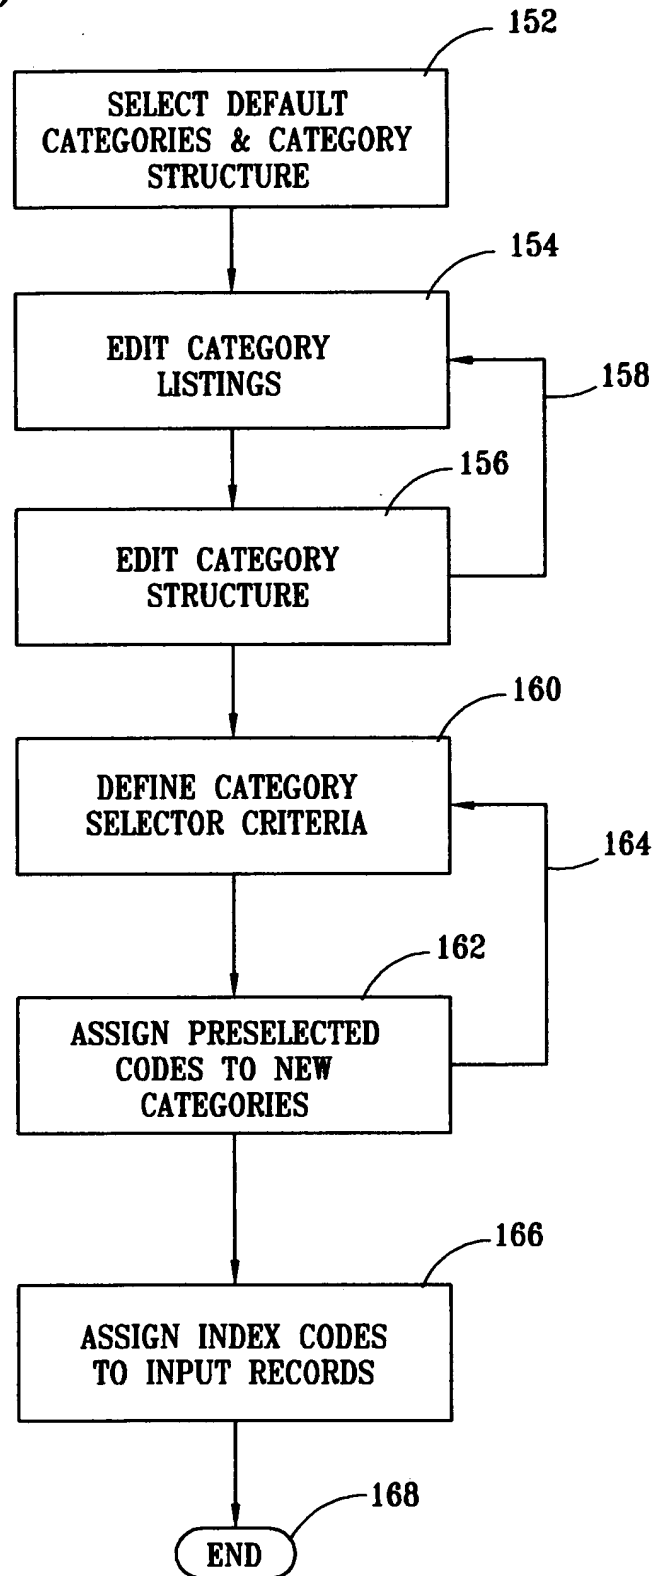 152
SELECT DEFAULT
CATEGORIES & CATEGORY
STRUCTURE
154
EDIT CATEGORY
LISTINGS
158
156
EDIT CATEGORY
STRUCTURE
160
DEFINE CATEGORY
SELECTOR CRITERIA
164
162
ASSIGN PRESELECTED
CODES TO NEW
CATEGORIES
166
ASSIGN INDEX CODES
TO INPUT RECORDS
168
END